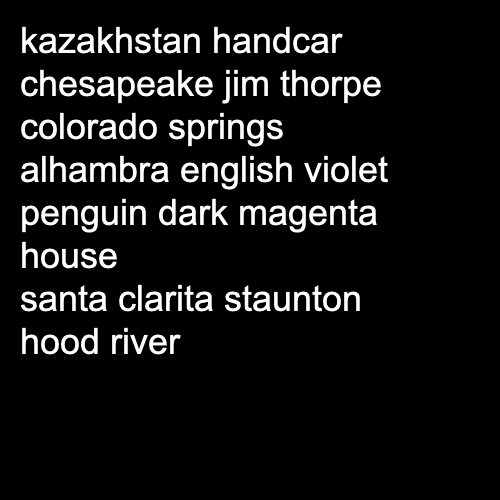 kazakhstan handcar
chesapeake jim thorpe
colorado springs
alhambra english violet
penguin dark magenta
house
santa clarita staunton
hood river